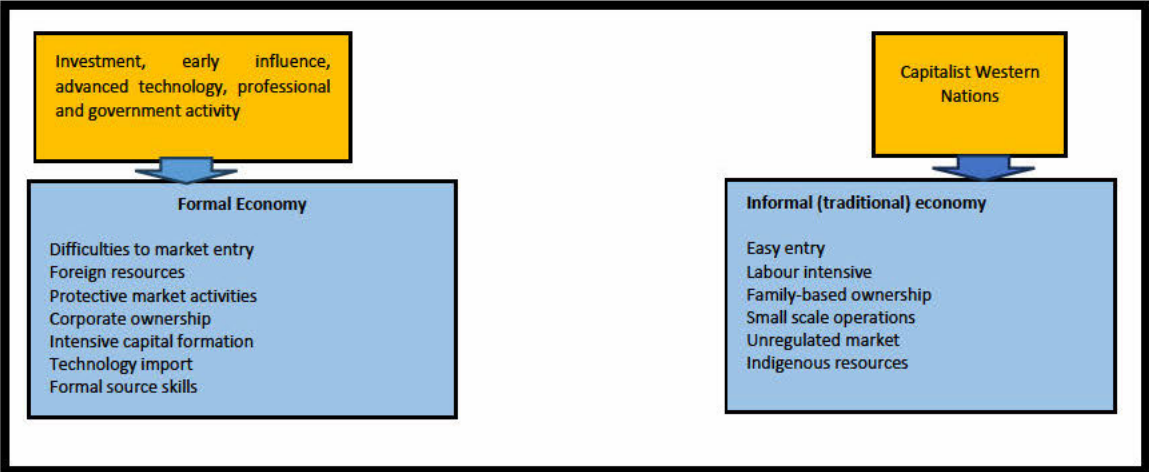 Investment, early influence,
advanced technology, professional
and government activity
Capitalist Western
Nations
Formal Economy
Difficulties to market entry
Foreign resources
Protective market activities
Corporate ownership
Intensive capital formation
Technology import
Formal source skills
Informal (traditional) economy
Easy entry
Labour intensive
Family-based ownership
Small scale operations
Unregulated market
Indigenous resources